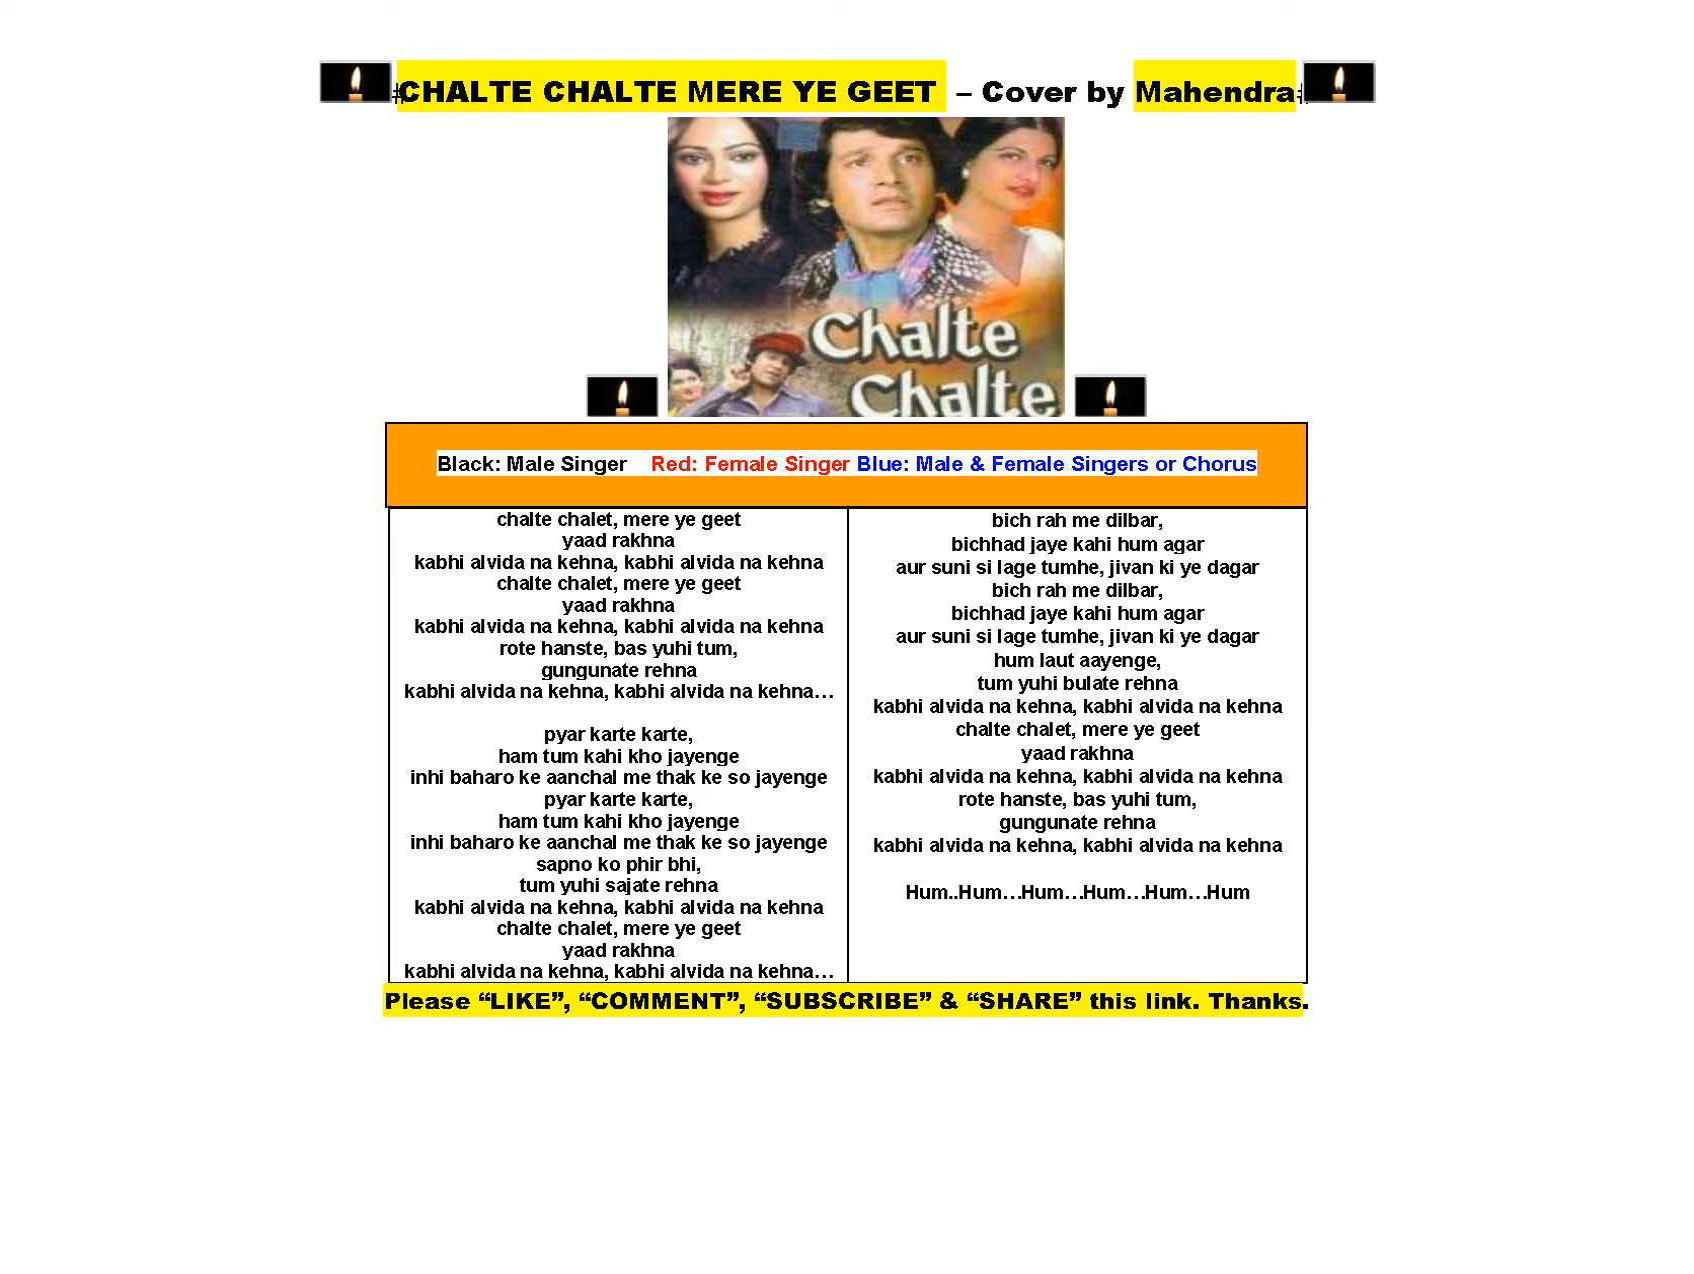 #CHALTE CHALTE MERE YE GEET – Cover by Mahendra#
Chalte
Chalte
Black: Male Singer Red: Female Singer Blue: Male & Female Singers or Chorus
chalte chalet, mere ye geet
yaad rakhna
kabhi alvida na kehna, kabhi alvida na kehna
chalte chalet, mere ye geet
yaad rakhna
kabhi alvida na kehna, kabhi alvida na kehna
rote hanste, bas yuhi tum,
gungunate rehna
kabhi alvida na kehna, kabhi alvida na kehna…
pyar karte karte,
ham tum kahi kho jayenge
inhi baharo ke aanchal me thak ke so jayenge
pyar karte karte,
ham tum kahi kho jayenge
inhi baharo ke aanchal me thak ke so jayenge
sapno ko phir bhi,
tum yuhi sajate rehna
kabhi alvida na kehna, kabhi alvida na kehna
chalte chalet, mere ye geet
yaad rakhna
kabhi alvida na kehna, kabhi alvida na kehna…
bich rah me dilbar,
bichhad jaye kahi hum agar
aur suni si lage tumhe, jivan ki ye dagar
bich rah me dilbar,
bichhad jaye kahi hum agar
aur suni si lage tumhe, jivan ki ye dagar
hum laut aayenge,
tum yuhi bulate rehna
kabhi alvida na kehna, kabhi alvida na kehna
chalte chalet, mere ye geet
yaad rakhna
kabhi alvida na kehna, kabhi alvida na kehna
rote hanste, bas yuhi tum,
gungunate rehna
kabhi alvida na kehna, kabhi alvida na kehna
Hum..Hum…Hum…Hum…Hum…Hum
Please “LIKE”, “COMMENT”, “SUBSCRIBE” & “SHARE” this link. Thanks.